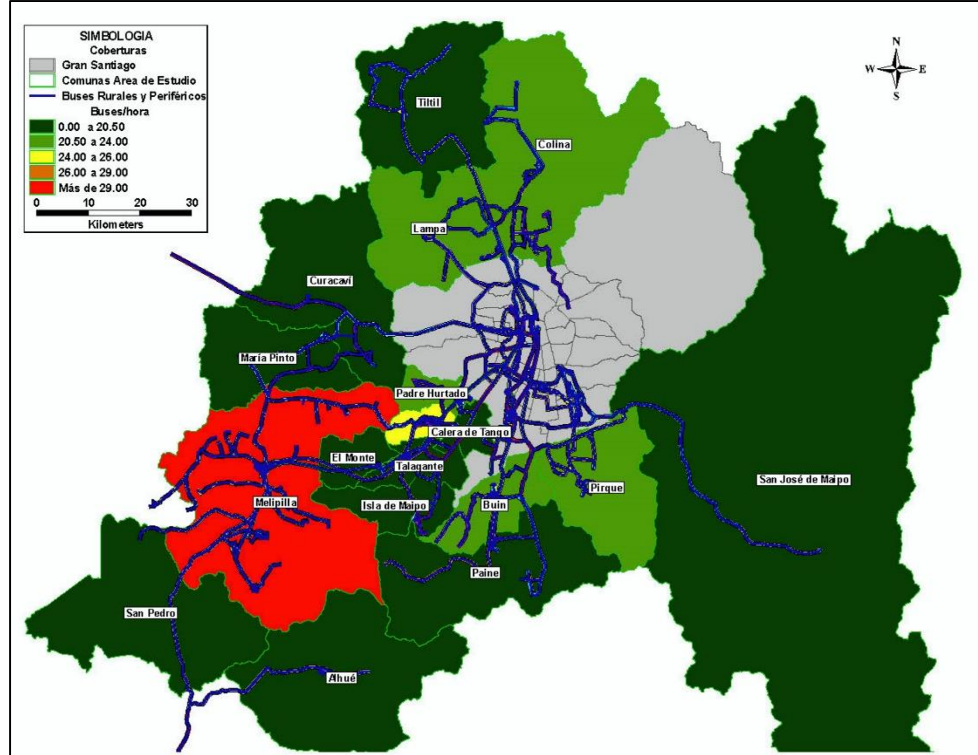 SIMBOLOGIA
Coberturas
Gran Santiago
Comunas Area de Estudio
Buses Rurales y Periféricos
Buses/hora
0.00 a 20.50
20.50 a 24.00
24.00 a 26.00
26.00 a 29.00
Más de 29.00
0 10 20 30
Kilometers
N
W E
S
Tiltil
Colina
Lampa
Curacaví
María Pinto
Padre Hurtado
Calera de Tango
El Monte
Talagante
San José de Maipo
Pirque
Melipilla
Isla de Maipo
Buin
Paine
San Pedro
Alhué